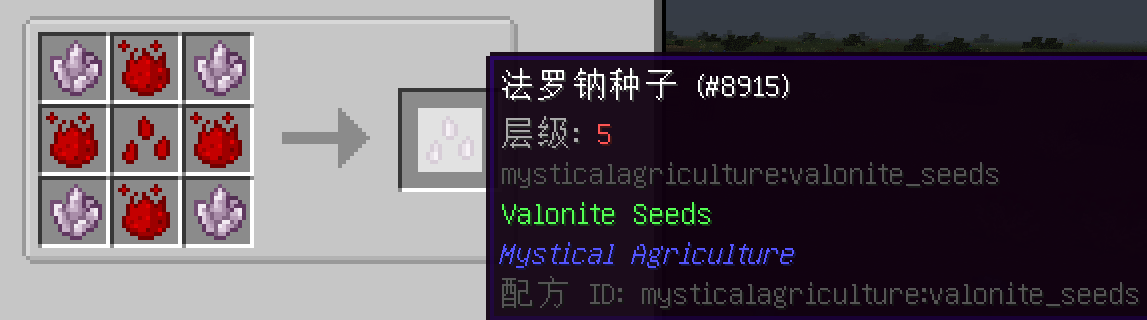 法罗钠种子 (#8915)
层级: 5
mysticalagriculture:valonite_seeds
Valonite Seeds
Mystical Agriculture
配方 ID: mysticalagriculture:valonite_seeds